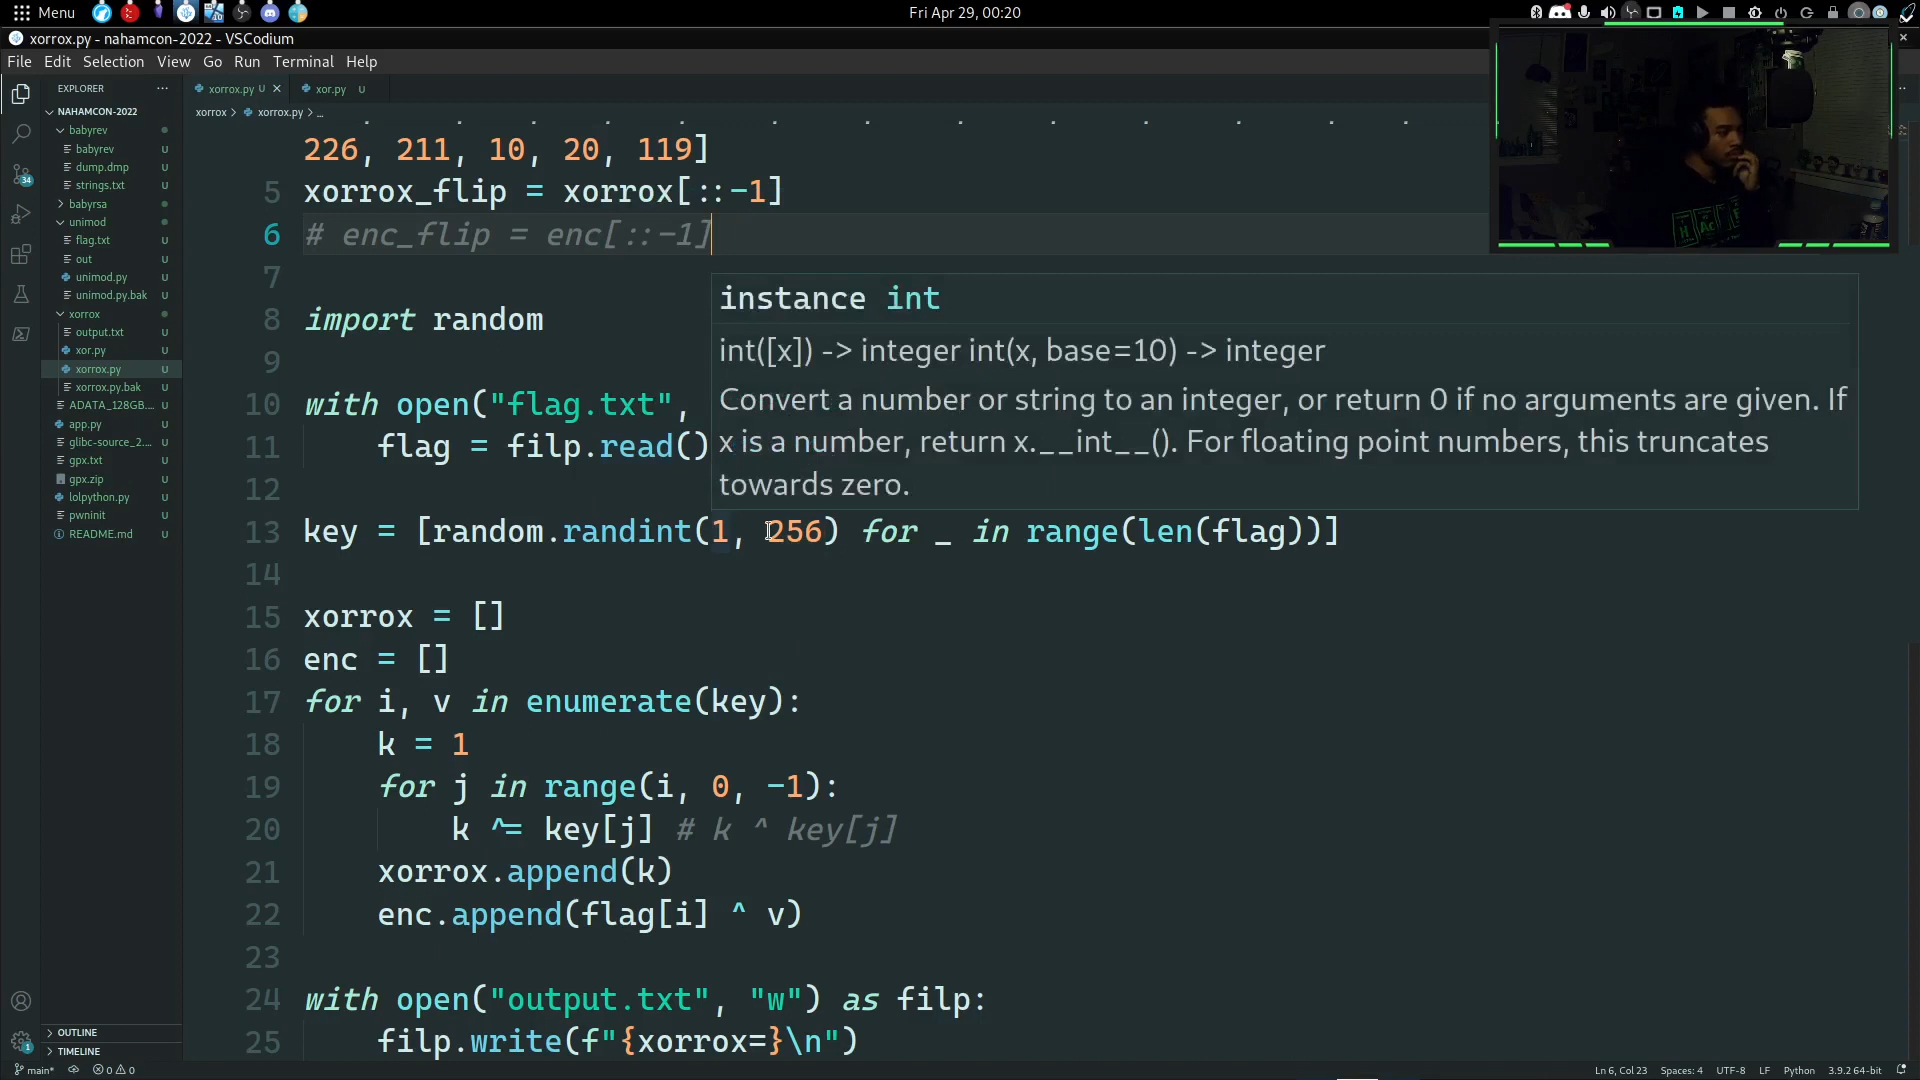 Menu
Fri Apr 29, 00:20
xorrox.py - nahamcon-2022 - VSCodium
File Edit Selection View Go Run Terminal Help
EXPLORER
xorrox.py U
xor.py U
xorrox > xorrox.py > ...
NAHAMCON-2022
babyrev
babyrev U
dump.dmp U
strings.txt U
babyrsa
unimod
flag.txt U
out U
unimod.py U
unimod.py.bak U
xorrox
output.txt U
xor.py U
xorrox.py U
xorrox.py.bak U
ADATA_128GB.... U
app.py U
glibc-source_2.... U
gpx.txt U
gpx.zip U
lolpython.py U
pwninit U
README.md U
34
OUTLINE
TIMELINE
226, 211, 10, 20, 119]
5 xorrox_flip = xorrox[::-1]
6 # enc_flip = enc[::-1]
7
8 import random
9
10 with open("flag.txt",
11 flag = filp.read()
12
13 key = [random.randint(1, 256) for _ in range(len(flag))]
14
15 xorrox = []
16 enc = []
17 for i, v in enumerate(key):
18 k = 1
19 for j in range(i, 0, -1):
20 k ^= key[j] # k ^ key[j]
21 xorrox.append(k)
22 enc.append(flag[i] ^ v)
23
24 with open("output.txt", "w") as filp:
25 filp.write(f"{xorrox=}\n")
instance int
int([x]) -> integer int(x, base=10) -> integer
Convert a number or string to an integer, or return 0 if no arguments are given. If
x is a number, return x.__int__(). For floating point numbers, this truncates
towards zero.
1
main*
0 0
Ln 6, Col 23
Spaces: 4
UTF-8
LF
Python
3.9.2 64-bit